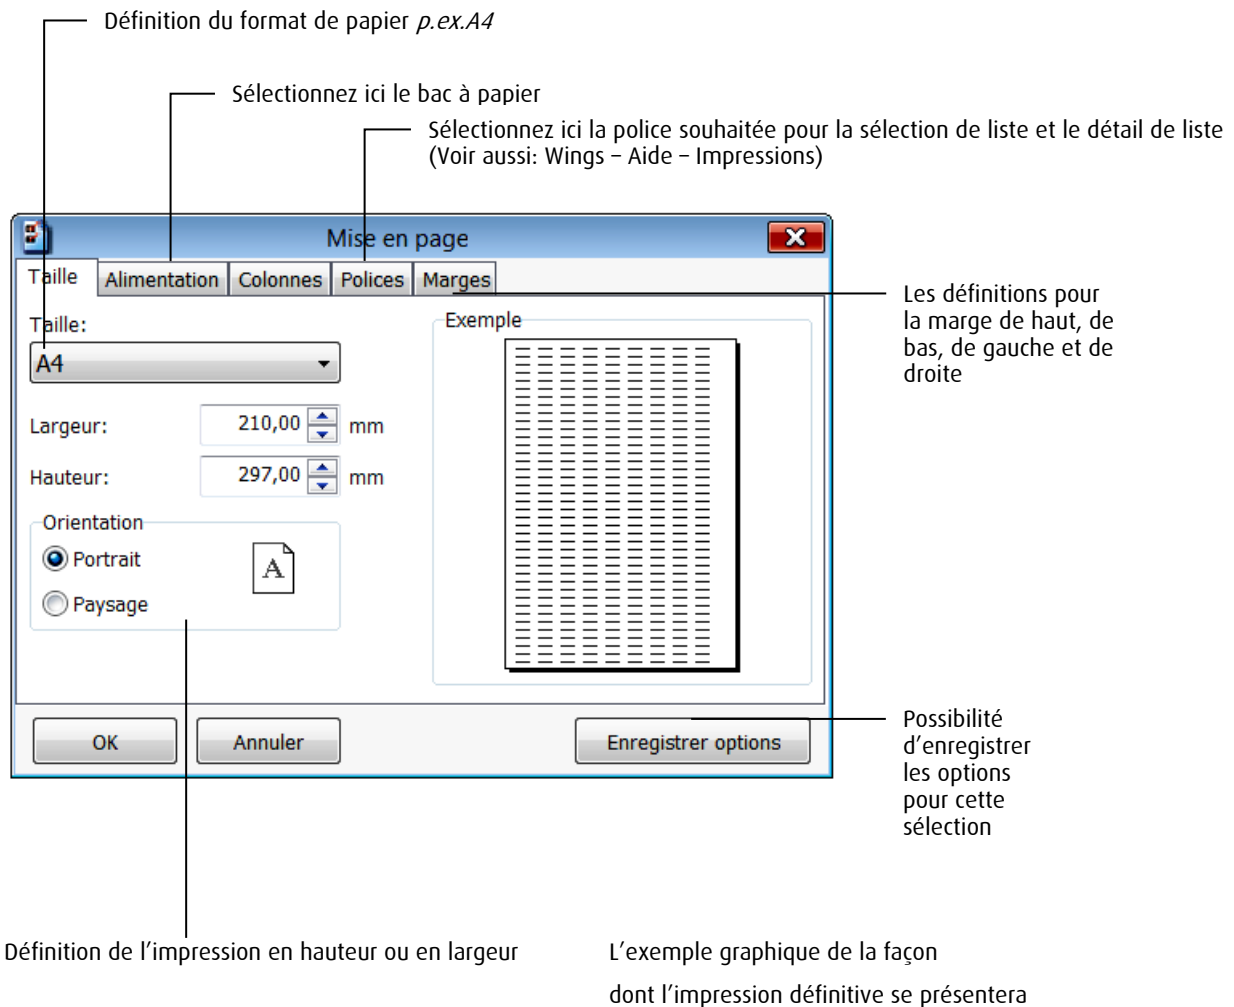 Définition du format de papier p.ex.A4
Sélectionnez ici le bac à papier
Sélectionnez ici la police souhaitée pour la sélection de liste et le détail de liste
(Voir aussi: Wings – Aide – Impressions)
Mise en page
Taille Alimentation Colonnes Polices Marges
Taille:
A4
Largeur: 210,00 mm
Hauteur: 297,00 mm
Orientation
Portrait
A
Paysage
Exemple
Les définitions pour
la marge de haut, de
bas, de gauche et de
droite
OK Annuler Enregistrer options
Possibilité
d'enregistrer
les options
pour cette
sélection
Définition de l'impression en hauteur ou en largeur
L'exemple graphique de la façon
dont l'impression définitive se présentera